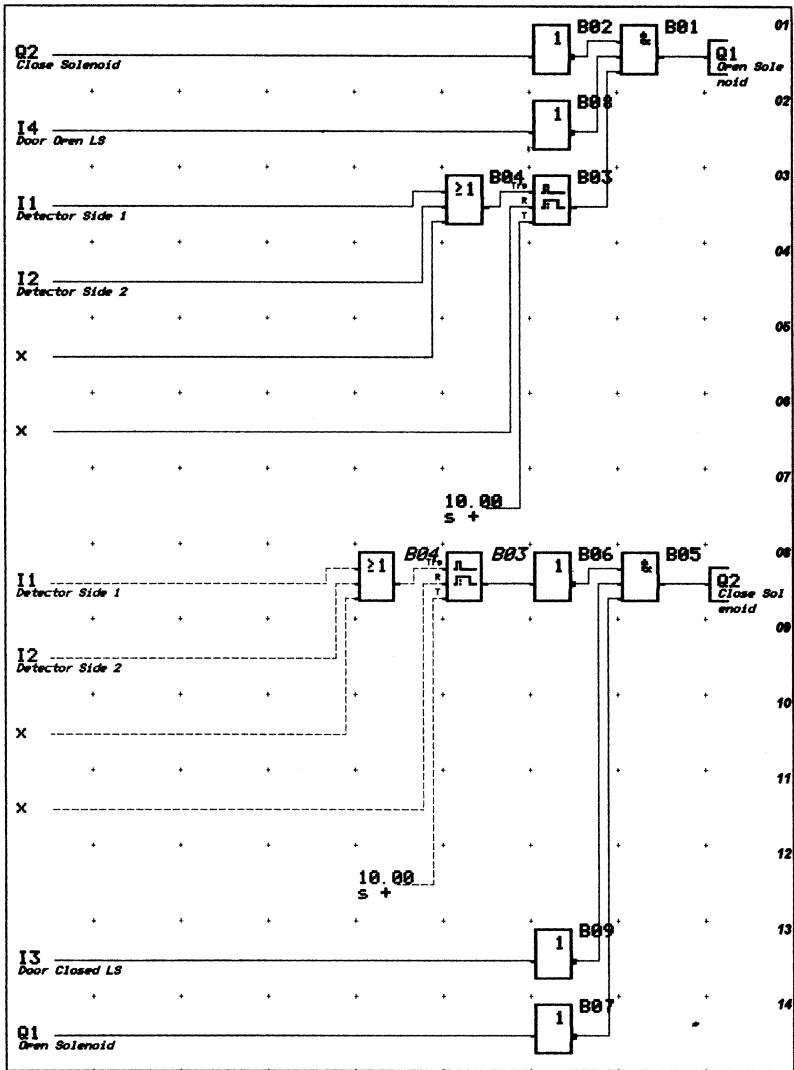 01
B02
B01
1
&
Q2
Close Solenoid
Q1
Open Sole
noid
02
B08
1
I4
Door Open LS
03
B04
B03
≥1
Trg
R
T
I1
Detector Side 1
04
I2
Detector Side 2
05
x
06
x
07
10.00
s +
08
B04
B03
B06
B05
≥1
Trg
R
T
1
&
I1
Detector Side 1
Q2
Close Sol
enoid
09
I2
Detector Side 2
10
x
11
x
12
10.00
s +
13
B09
1
I3
Door Closed LS
14
B07
1
Q1
Open Solenoid